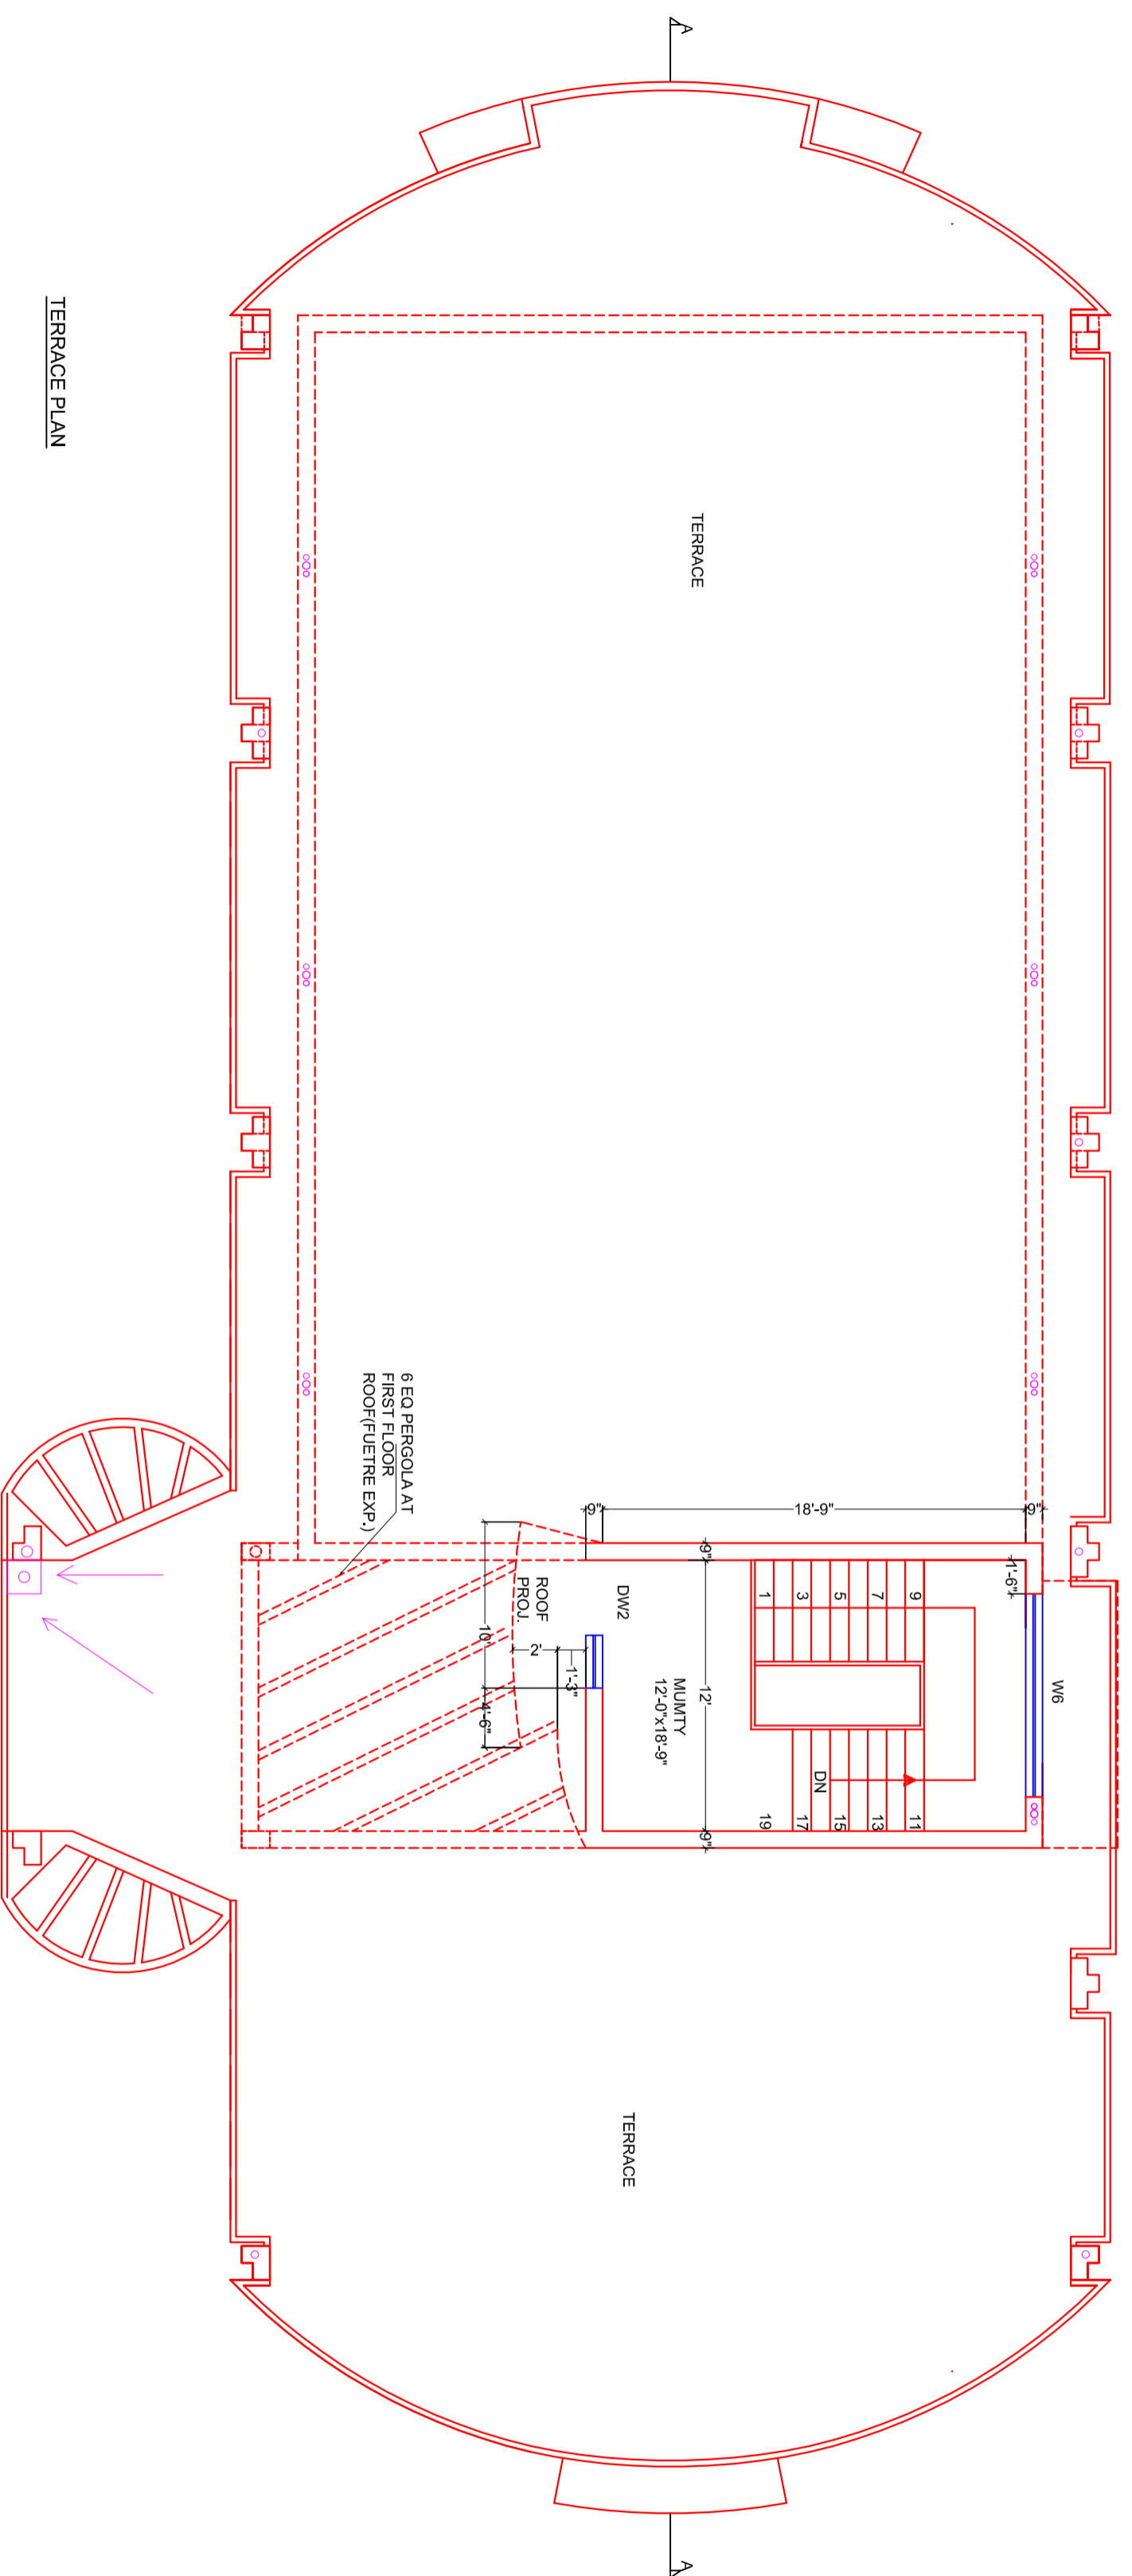 A
TERRACE PLAN
TERRACE
6 EQ PERGOLA AT
FIRST FLOOR
ROOF(FUETRE EXP.)
9"
18'-9"
9"
9"
1'-6"
DW2
1
3
5
7
9
ROOF
PROJ.
10'
2'
1'-3"
4'-6"
MUMTY
12'-0"x18'-9"
12'
W6
DN
19
17
15
13
11
9"
TERRACE
A